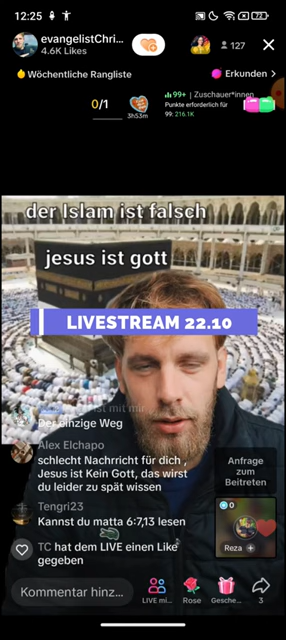 12:25
72
evangelistChri...
4.6K Likes
127
Wöchentliche Rangliste
Erkunden >
0/1
3h53m
99+ | Zuschauer*innen
Punkte erforderlich für
99: 216.1K
der Islam ist falsch
jesus ist gott
LIVESTREAM 22.10
ist mit mir
Der einzige Weg
Alex Elchapo
schlecht Nachrricht für dich ,
Jesus ist Kein Gott, das wirst
du leider zu spät wissen
Tengri23
Kannst du matta 6:7,13 lesen
TC hat dem LIVE einen Like
gegeben
Anfrage
zum
Beitreten
0
Reza +
Kommentar hinz...
LIVE mi...
Rose
Gesche...
3